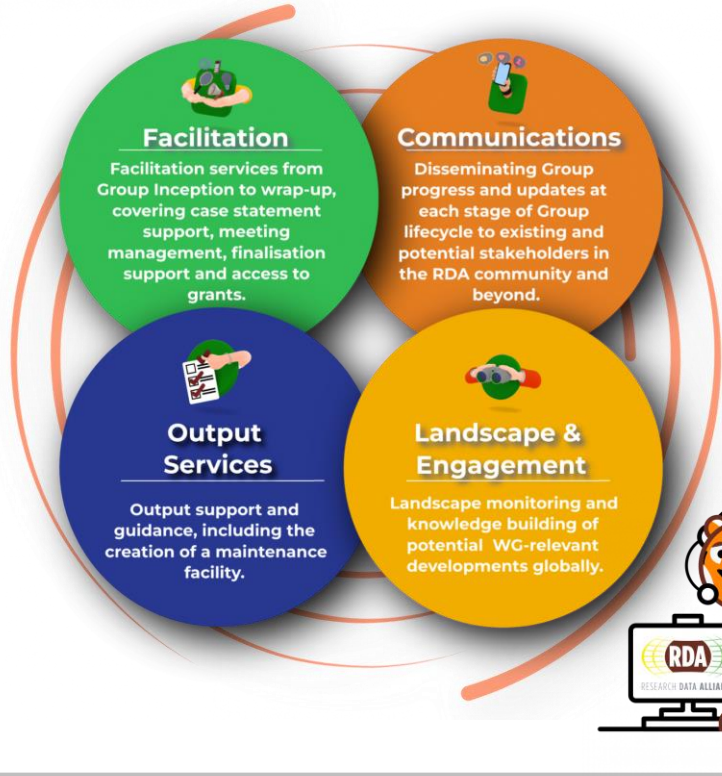 Facilitation
Facilitation services from
Group Inception to wrap-up,
covering case statement
support, meeting
management, finalisation
support and access to
grants.
Communications
Disseminating Group
progress and updates at
each stage of Group
lifecycle to existing and
potential stakeholders in
the RDA community and
beyond.
Output
Services
Output support and
guidance, including the
creation of a maintenance
facility.
Landscape &
Engagement
Landscape monitoring and
knowledge building of
potential WG-relevant
developments globally.
RDA
RESEARCH DATA ALLIA